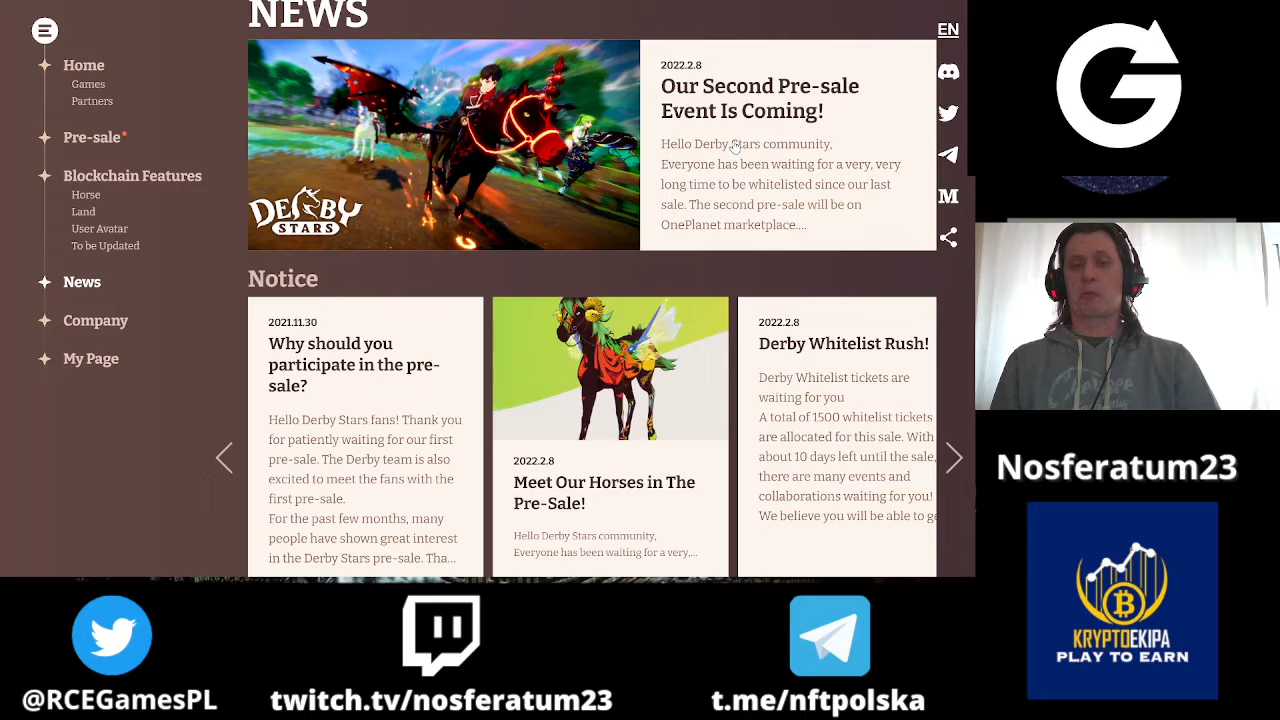 Home
Games
Partners
Pre-sale
Blockchain Features
Horse
Land
User Avatar
To be Updated
News
Company
My Page
NEWS
DERBY
STARS
2022.2.8
Our Second Pre-sale
Event Is Coming!
Hello Derby Stars community,
Everyone has been waiting for a very, very
long time to be whitelisted since our last
sale. The second pre-sale will be on
OnePlanet marketplace....
EN
M
Notice
2021.11.30
Why should you
participate in the pre-
sale?
Hello Derby Stars fans! Thank you
for patiently waiting for our first
pre-sale. The Derby team is also
excited to meet the fans with the
first pre-sale.
For the past few months, many
people have shown great interest
in the Derby Stars pre-sale. Tha...
2022.2.8
Meet Our Horses in The
Pre-Sale!
Hello Derby Stars community,
Everyone has been waiting for a very,...
2022.2.8
Derby Whitelist Rush!
Derby Whitelist tickets are
waiting for you
A total of 1500 whitelist tickets
are allocated for this sale. With
about 10 days left until the sale,
there are many events and
collaborations waiting for you!
We believe you will be able to ge
G
Nosferatum23
KRYPTOEKIPA
PLAY TO EARN
@RCEGamesPL
twitch.tv/nosferatum23
t.me/nftpolska